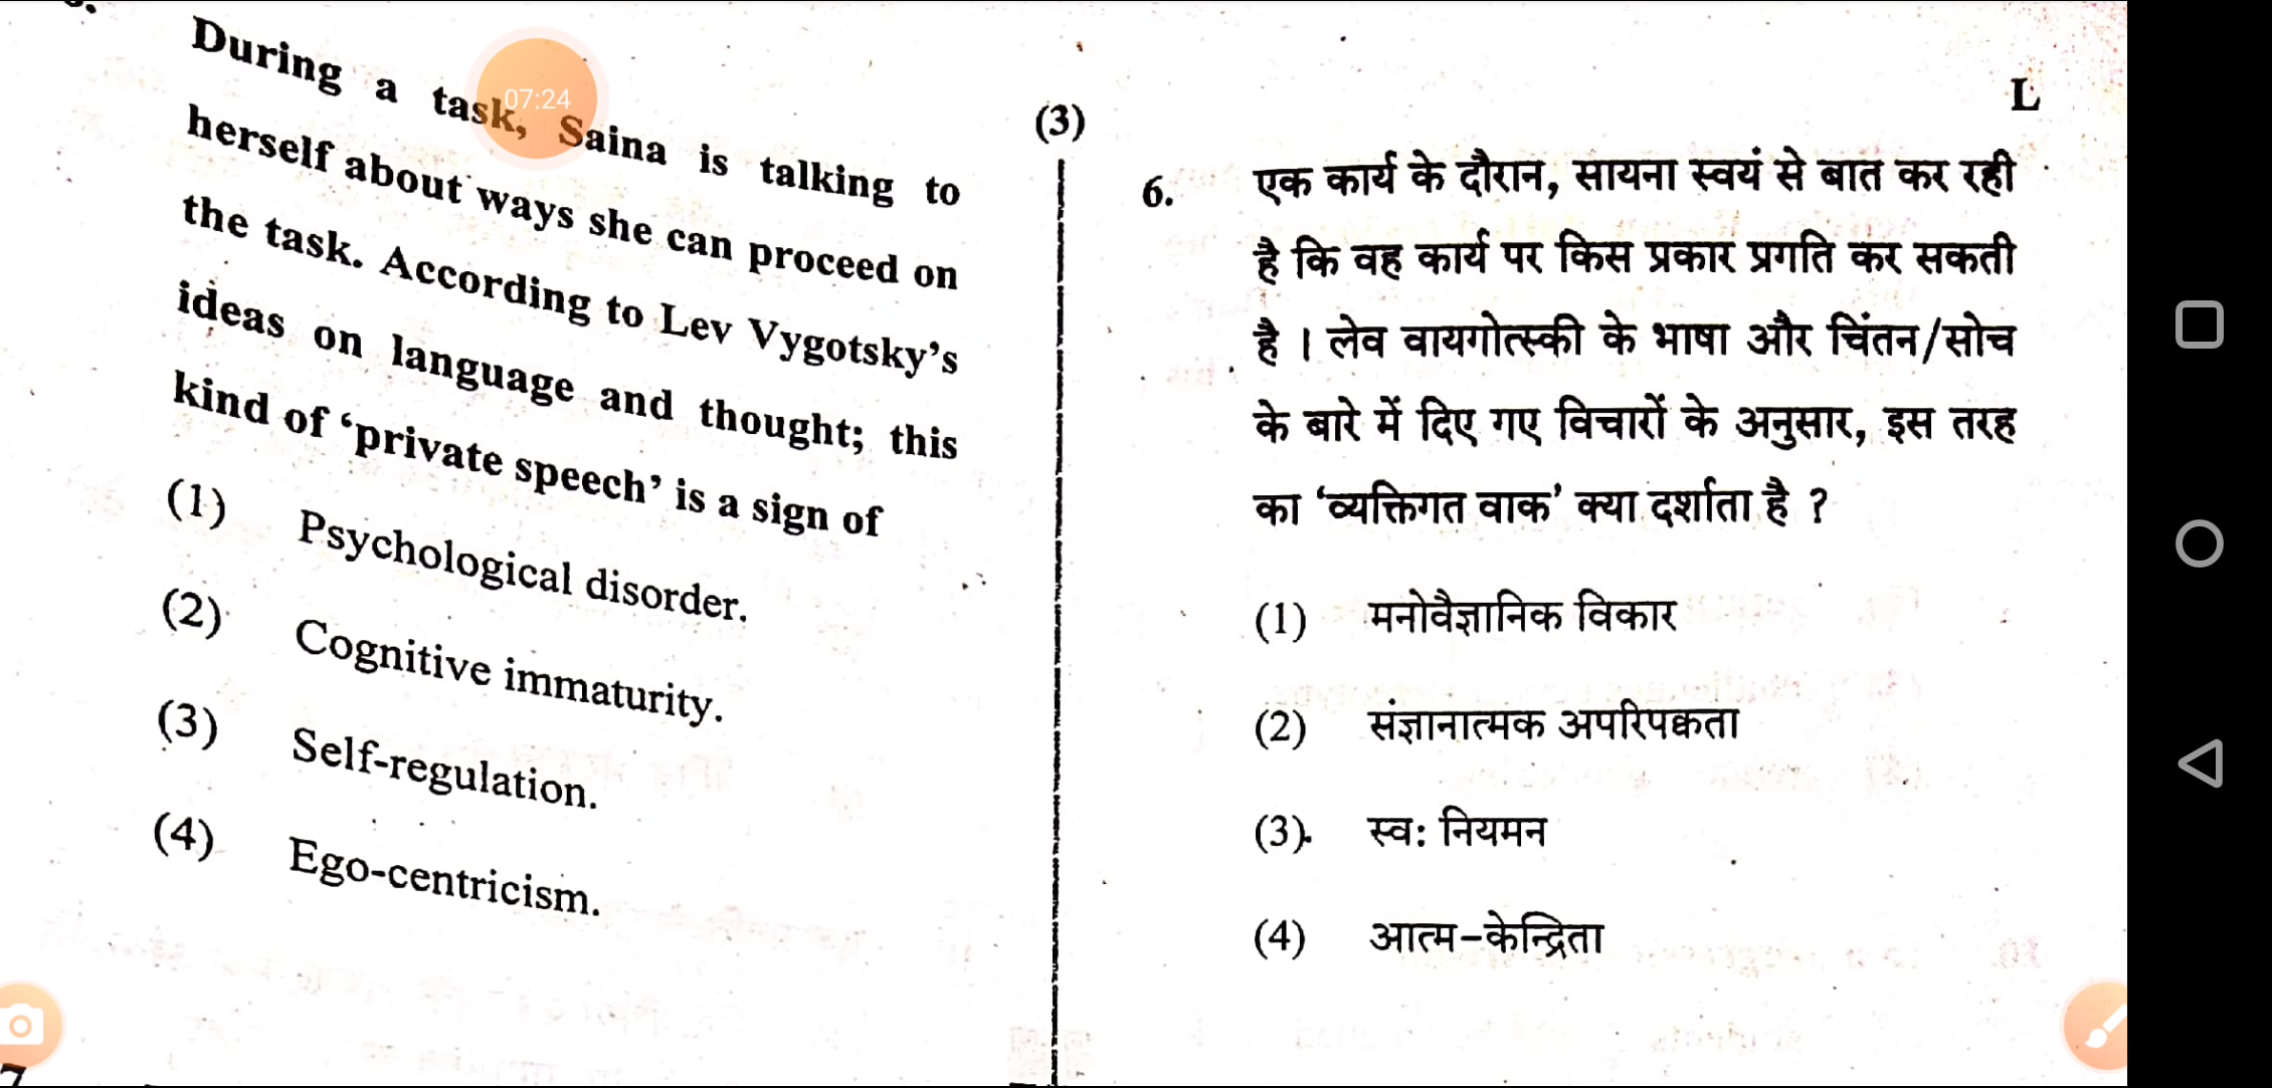 During a task, Saina is talking to
herself about ways she can proceed on
the task. According to Lev Vygotsky's
ideas on language and thought; this
kind of 'private speech' is a sign of
(1) Psychological disorder.
(2) Cognitive immaturity.
(3) Self-regulation.
(4) Ego-centricism.
07:24
(3)
L
6. एक कार्य के दौरान, सायना स्वयं से बात कर रही
है कि वह कार्य पर किस प्रकार प्रगति कर सकती
है । लेव वायगोत्स्की के भाषा और चिंतन/सोच
के बारे में दिए गए विचारों के अनुसार, इस तरह
का 'व्यक्तिगत वाक' क्या दर्शाता है ?
(1) मनोवैज्ञानिक विकार
(2) संज्ञानात्मक अपरिपक्वता
(3) स्व: नियमन
(4) आत्म-केन्द्रिता
7